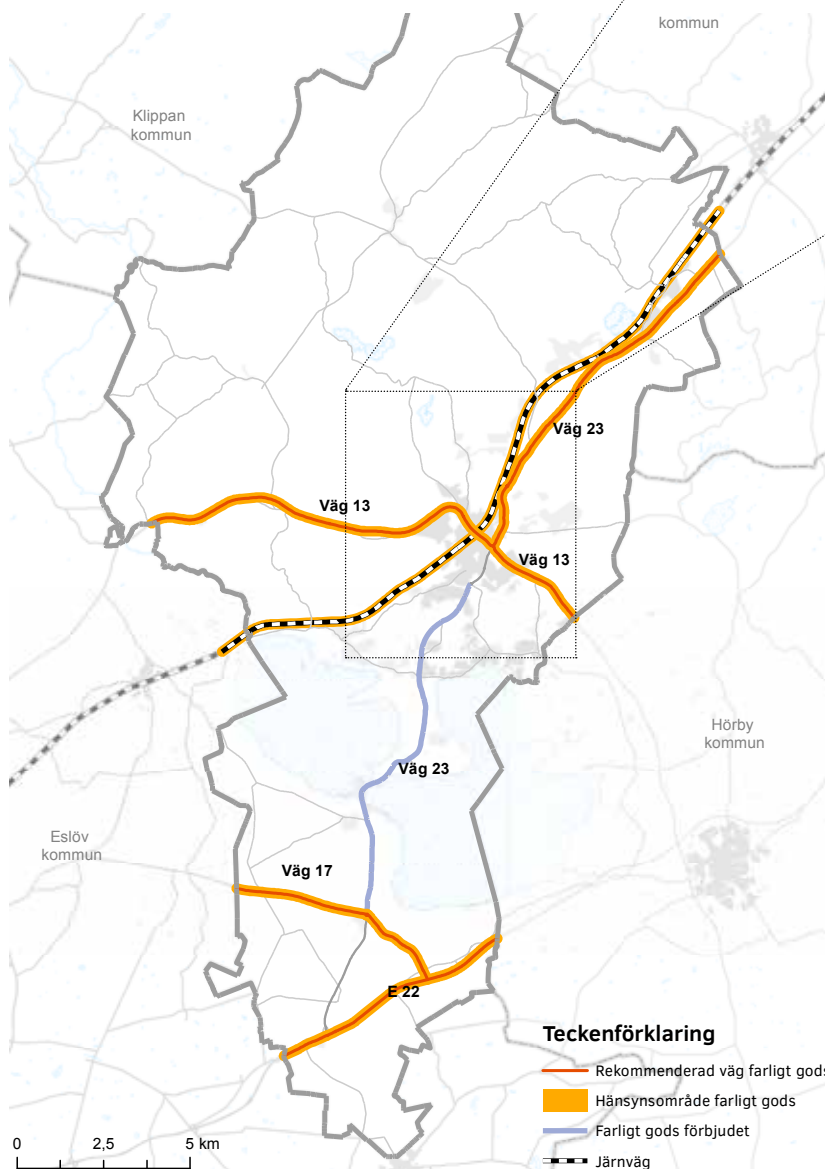 kommun
Klippan
kommun
Väg 23
Väg 13
Väg 13
Väg 23
Hörby
kommun
Eslöv
kommun
Väg 17
E 22
Teckenförklaring
Rekommenderad väg farligt gods
Hänsynsområde farligt gods
Farligt gods förbjudet
Järnväg
0 2,5 5 km